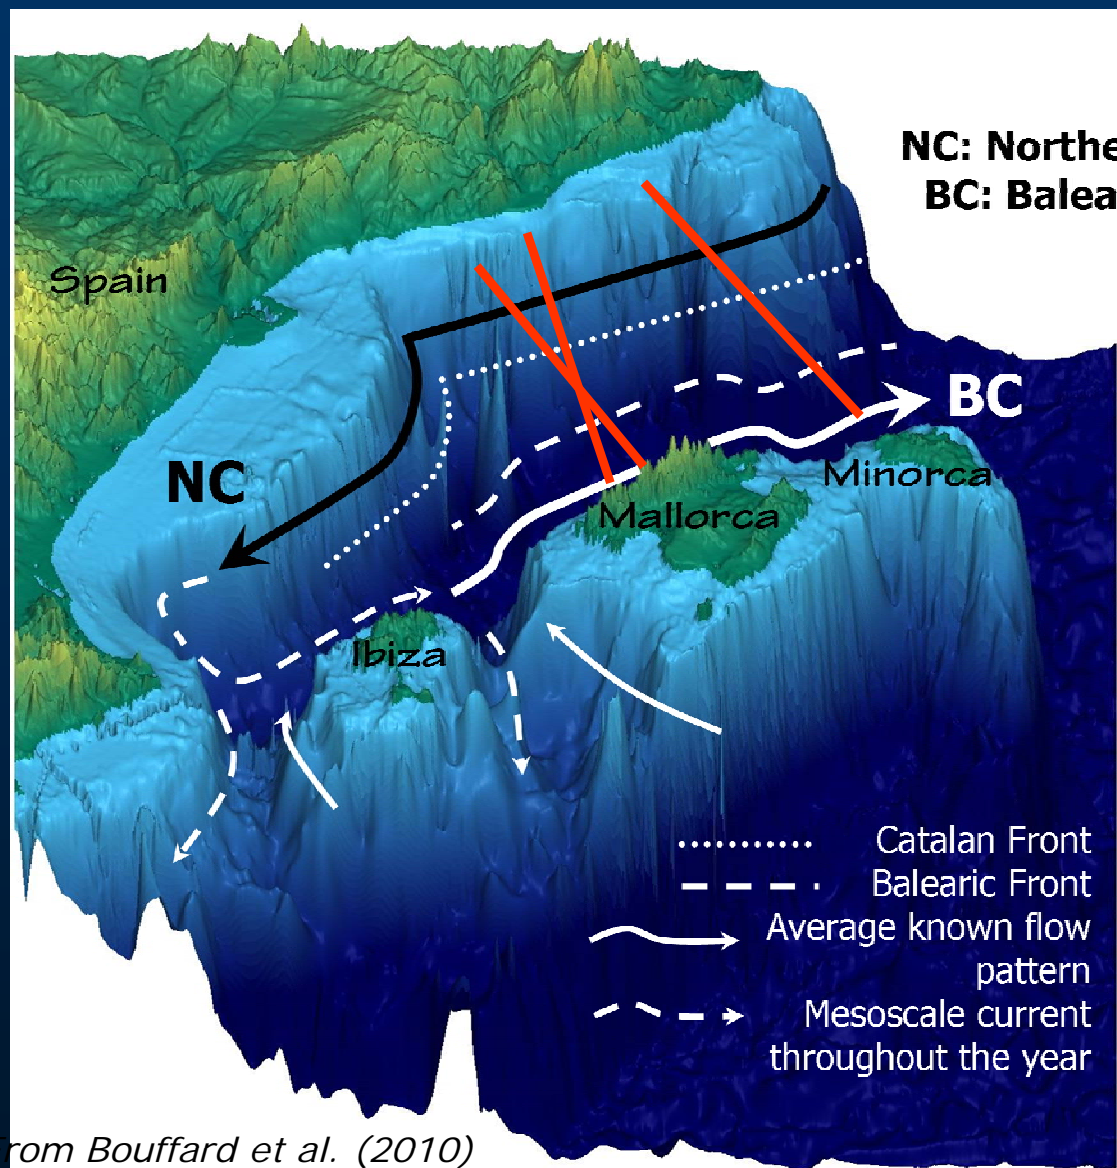 NC: Northe
BC: Balea
Spain
BC
NC
Minorca
Mallorca
Ibiza
Catalan Front
Balearic Front
Average known flow
pattern
Mesoscale current
throughout the year
rom Bouffard et al. (2010)